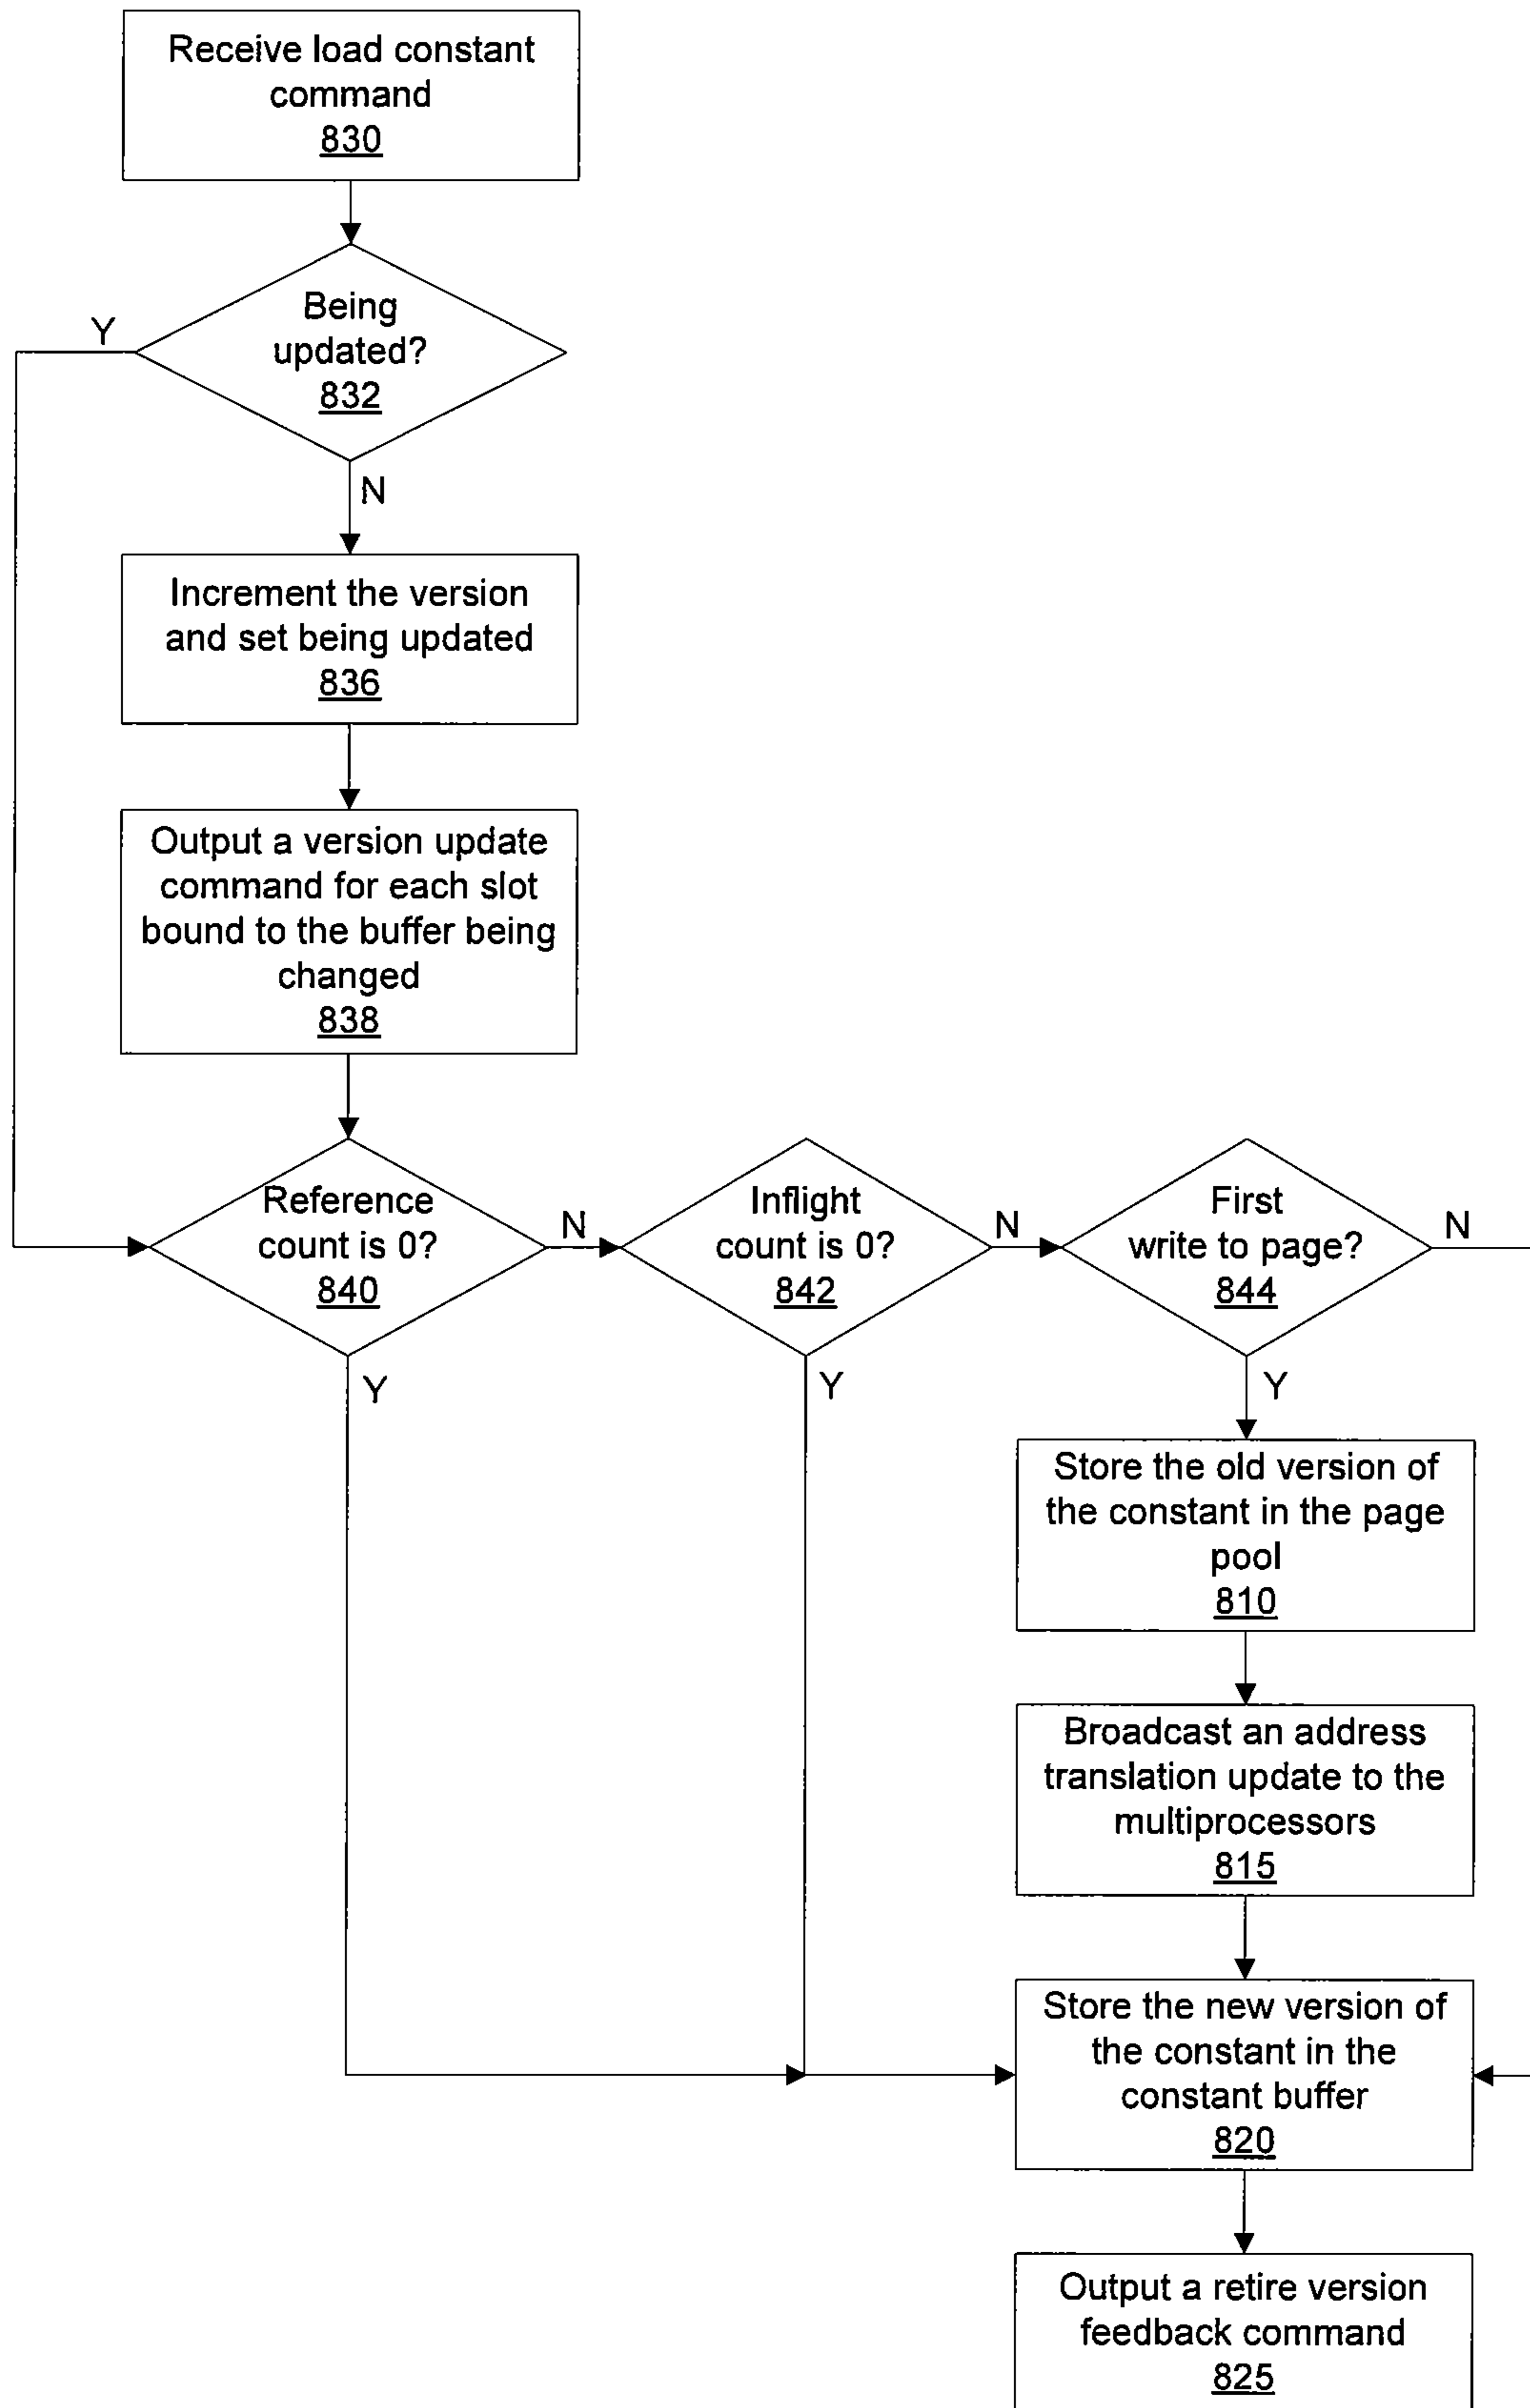 Receive load constant
command
830
Being
updated?
832
Y
N
Increment the version
and set being updated
836
Output a version update
command for each slot
bound to the buffer being
changed
838
Reference
count is 0?
840
N
Y
Inflight
count is 0?
842
N
Y
First
write to page?
844
N
Y
Store the old version of
the constant in the page
pool
810
Broadcast an address
translation update to the
multiprocessors
815
Store the new version of
the constant in the
constant buffer
820
Output a retire version
feedback command
825